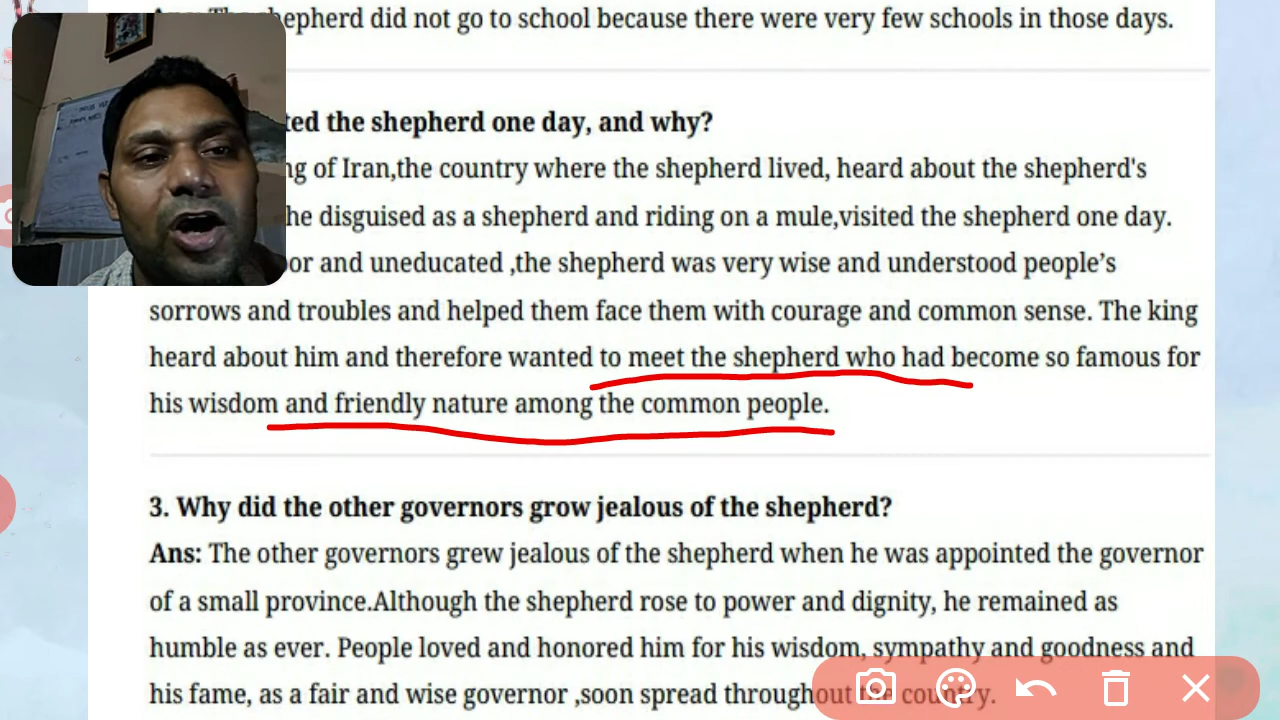 shepherd did not go to school because there were very few schools in those days.
the shepherd one day, and why?
of Iran,the country where the shepherd lived, heard about the shepherd's
he disguised as a shepherd and riding on a mule,visited the shepherd one day.
and uneducated ,the shepherd was very wise and understood people’s
sorrows and troubles and helped them face them with courage and common sense. The king
heard about him and therefore wanted to meet the shepherd who had become so famous for
his wisdom and friendly nature among the common people.
3. Why did the other governors grow jealous of the shepherd?
Ans: The other governors grew jealous of the shepherd when he was appointed the governor
of a small province.Although the shepherd rose to power and dignity, he remained as
humble as ever. People loved and honored him for his wisdom, sympathy and goodness and
his fame, as a fair and wise governor ,soon spread throughout the country.